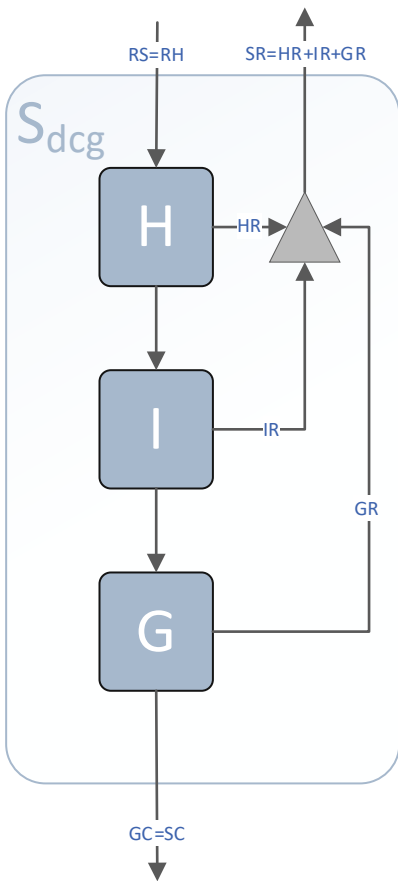 RS=RH
SR=HR+IR+GR
Sdcg
H
HR
I
IR
GR
G
GC=SC